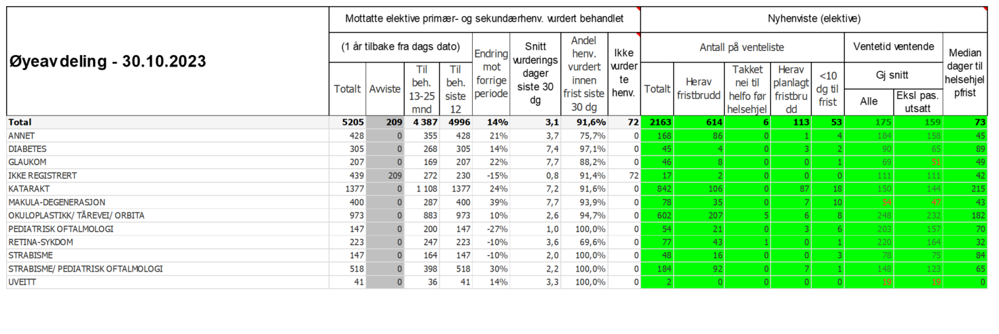 Mottatte elektive primær- og sekundærhenv. vurdert behandlet
Nyhenviste (elektive)
Øyeavdeling - 30.10.2023
(1 år tilbake fra dags dato)
Endring
mot
forrige
periode
Snitt
vurderings
dager
siste 30
dg
Andel
henv.
vurdert
innen
frist siste
30 dg
Ikke
vurder
te
henv.
Antall på venteliste
Ventetid ventende
Median
dager til
helsehjel
pfrist
Totalt
Avviste
Til
beh.
13-25
mnd
Til
beh.
siste
12
Totalt
Herav
fristbrudd
Takket
nei til
helfo før
helsehjel
Herav
planlagt
fristbru
dd
<10
dg til
frist
Gj snitt
Alle
Eksl pas.
utsatt
Total 5205 209 4 387 4996 14% 3,1 91,6% 72 2163 614 6 113 53 175 159 73
ANNET 428 0 355 428 21% 3,7 75,7% 0 168 86 0 1 4 184 158 45
DIABETES 305 0 268 305 14% 7,4 97,1% 0 45 4 0 3 2 90 65 89
GLAUKOM 207 0 169 207 22% 7,7 88,2% 0 46 8 0 0 1 69 51 49
IKKE REGISTRERT 439 209 272 230 -15% 0,8 91,4% 72 17 2 0 0 0 111 111 42
KATARAKT 1377 0 1 108 1377 24% 7,2 91,6% 0 842 106 0 87 18 150 144 215
MAKULA-DEGENERASJON 400 0 287 400 39% 7,7 93,9% 0 78 35 0 7 10 54 47 43
OKULOPLASTIKK/ TÅREVEI/ ORBITA 973 0 883 973 10% 2,6 94,7% 0 602 207 5 6 8 248 232 182
PEDIATRISK OFTALMOLOGI 147 0 200 147 -27% 1,0 100,0% 0 54 21 0 3 6 203 157 70
RETINA-SYKDOM 223 0 247 223 -10% 3,6 69,6% 0 77 43 1 0 1 220 164 32
STRABISME 147 0 164 147 -10% 2,0 100,0% 0 48 16 0 0 3 78 75 84
STRABISME/ PEDIATRISK OFTALMOLOGI 518 0 398 518 30% 2,2 100,0% 0 184 92 0 7 1 148 123 65
UVEITT 41 0 36 41 14% 3,3 100,0% 0 2 0 0 0 0 19 19 0